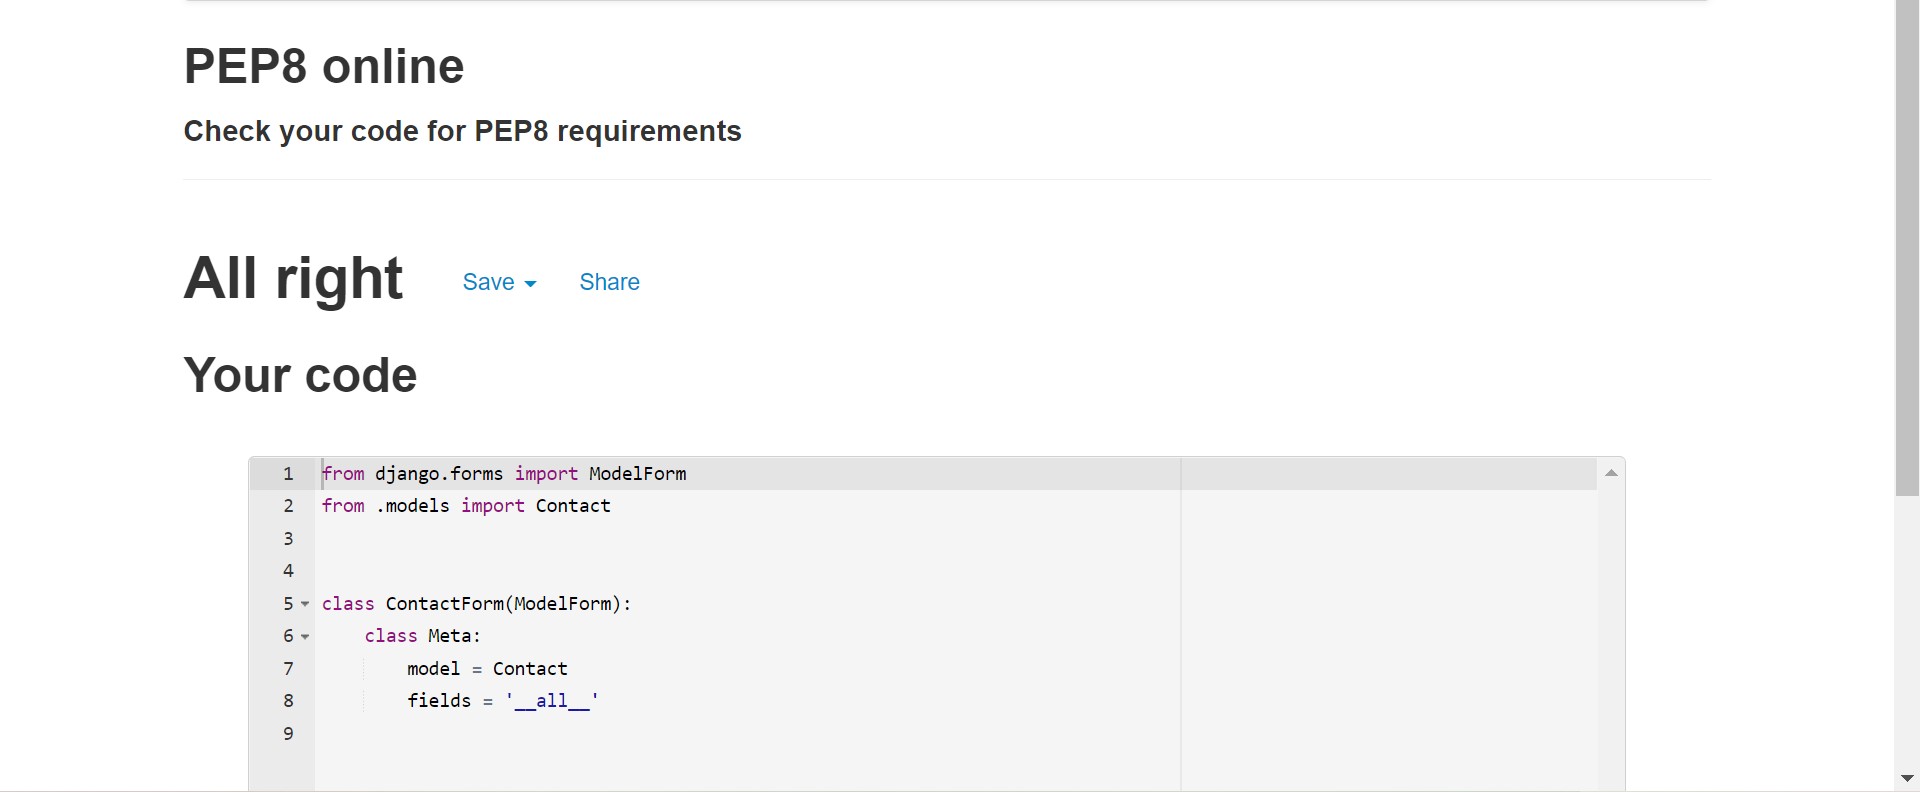 PEP8 online
Check your code for PEP8 requirements
All right Save Share
Your code
1 from django.forms import ModelForm
2 from .models import Contact
3
4
5 class ContactForm(ModelForm):
6     class Meta:
7         model = Contact
8         fields = '__all__'
9